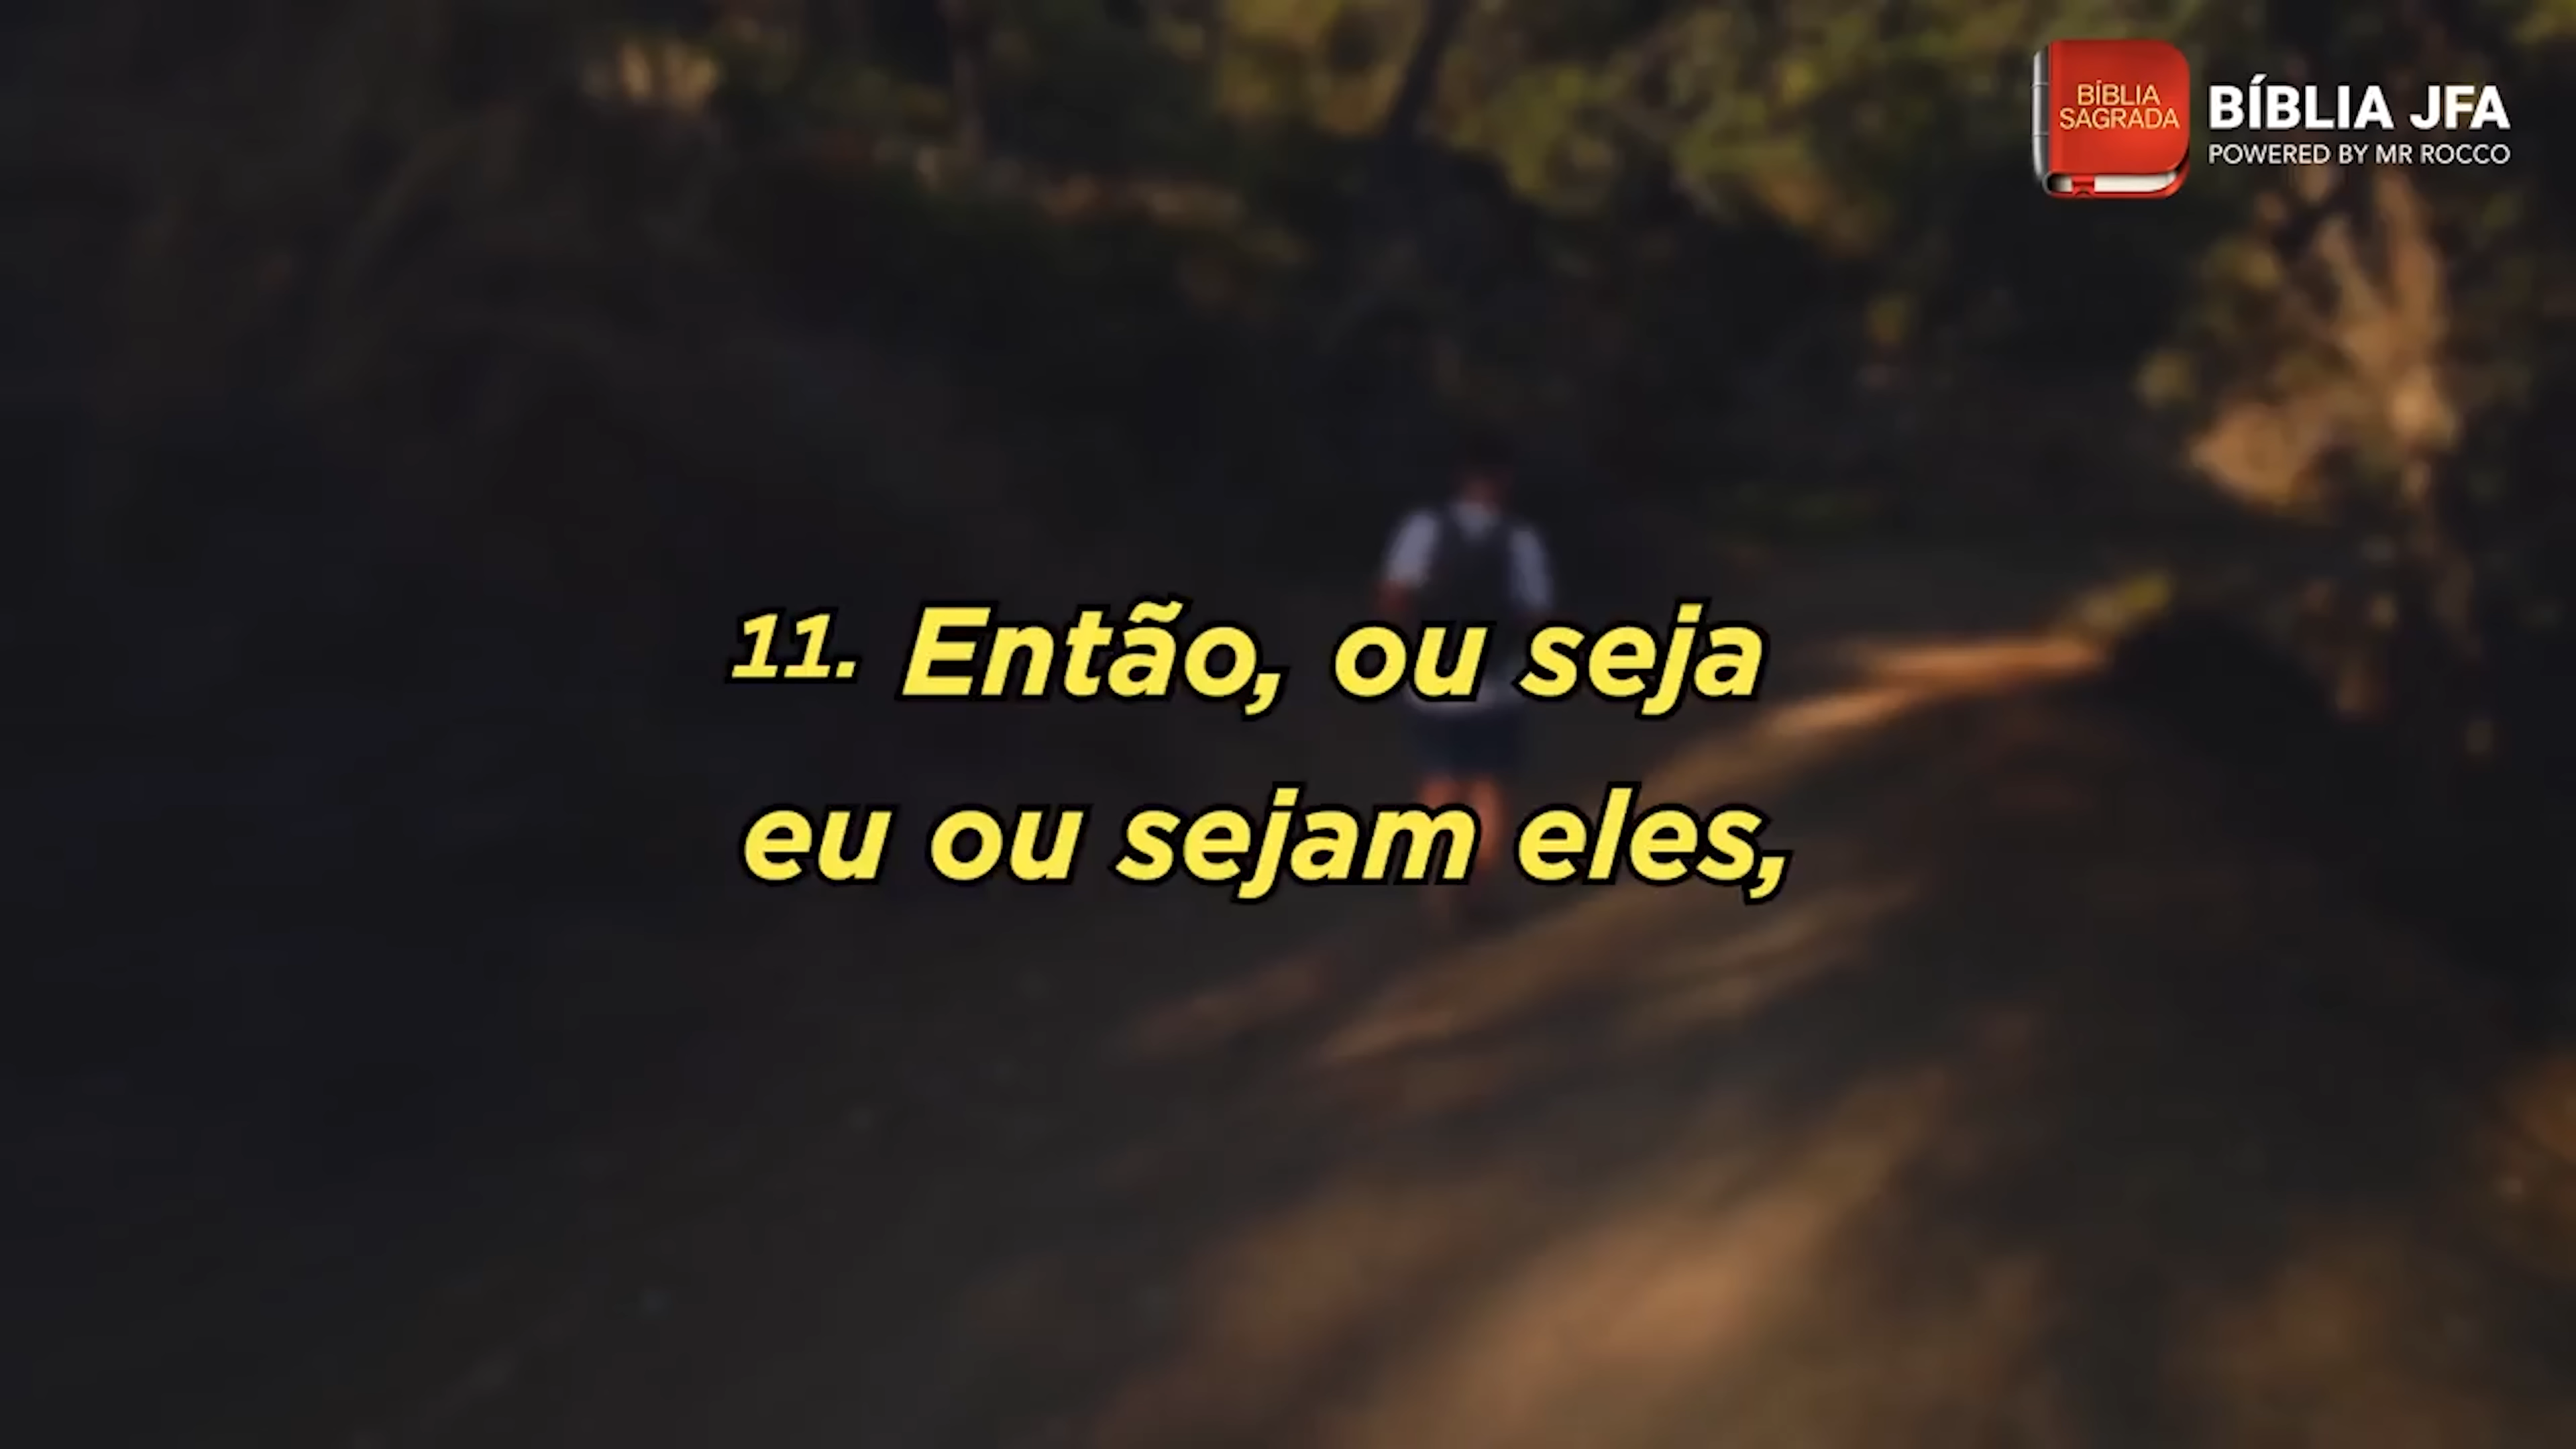 BÍBLIA
SAGRADA
BÍBLIA JFA
POWERED BY MR ROCCO
11. Então, ou seja
eu ou sejam eles,